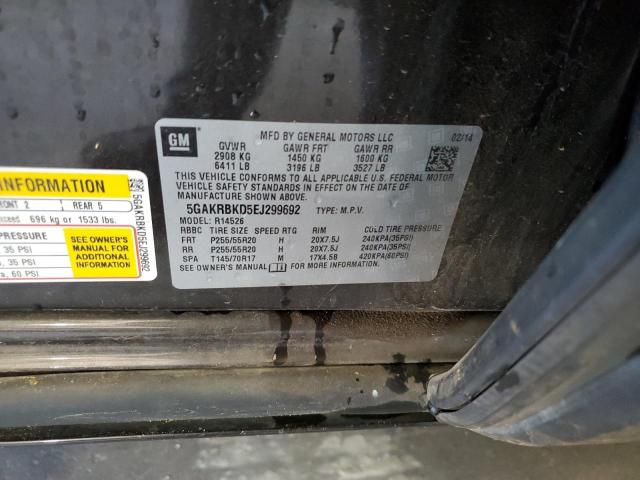 GM
MFD BY GENERAL MOTORS LLC
02/14
GVWR GAWR FRT GAWR RR
2908 KG 1450 KG 1600 KG
6411 LB 3196 LB 3527 LB
THIS VEHICLE CONFORMS TO ALL APPLICABLE U.S. FEDERAL MOTOR
VEHICLE SAFETY STANDARDS IN EFFECT ON THE DATE OF
MANUFACTURE SHOWN ABOVE.
5GAKRBKD5EJ299692 TYPE: M.P.V.
MODEL: R14526
RBBC TIRE SIZE SPEED RTG RIM COLD TIRE PRESSURE
FRT P255/55R20 H 20X7.5J 240KPA(35PSI)
RR P255/55R20 H 20X7.5J 240KPA(35PSI)
SPA T145/70R17 M 17X4.5B 420KPA(60PSI)
SEE OWNER'S MANUAL FOR MORE INFORMATION.
INFORMATION
RONT 2 REAR 5
xceed 696 kg or 1533 lbs.
PRESSURE
, 35 PSI
, 35 PSI
, 60 PSI
SEE OWNER'S
MANUAL FOR
ADDITIONAL
INFORMATION
5GAKRBKD5EJ299692